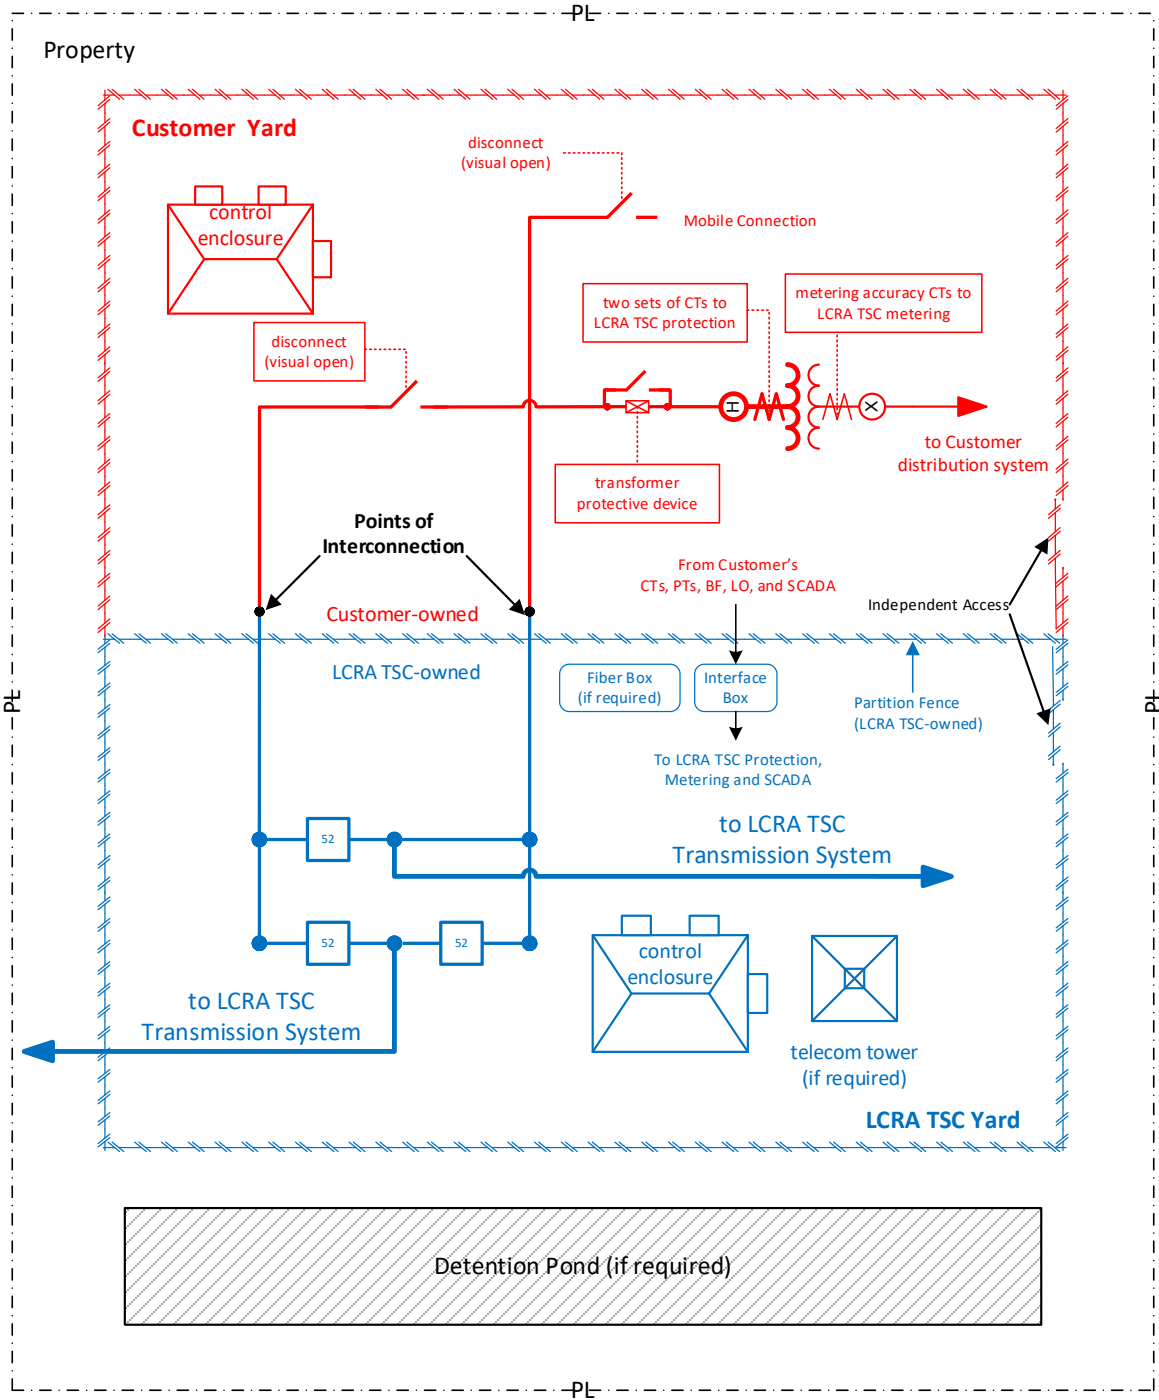 PL
Property
Customer Yard
disconnect
(visual open)
control
enclosure
Mobile Connection
two sets of CTs to
LCRA TSC protection
metering accuracy CTs to
LCRA TSC metering
disconnect
(visual open)
H
X
to Customer
distribution system
transformer
protective device
Points of
Interconnection
From Customer's
CTs, PTs, BF, LO, and SCADA
Independent Access
Customer-owned
LCRA TSC-owned
Fiber Box
(if required)
Interface
Box
Partition Fence
(LCRA TSC-owned)
PL
PL
To LCRA TSC Protection,
Metering and SCADA
52
to LCRA TSC
Transmission System
52
52
control
enclosure
to LCRA TSC
Transmission System
telecom tower
(if required)
LCRA TSC Yard
Detention Pond (if required)
PL